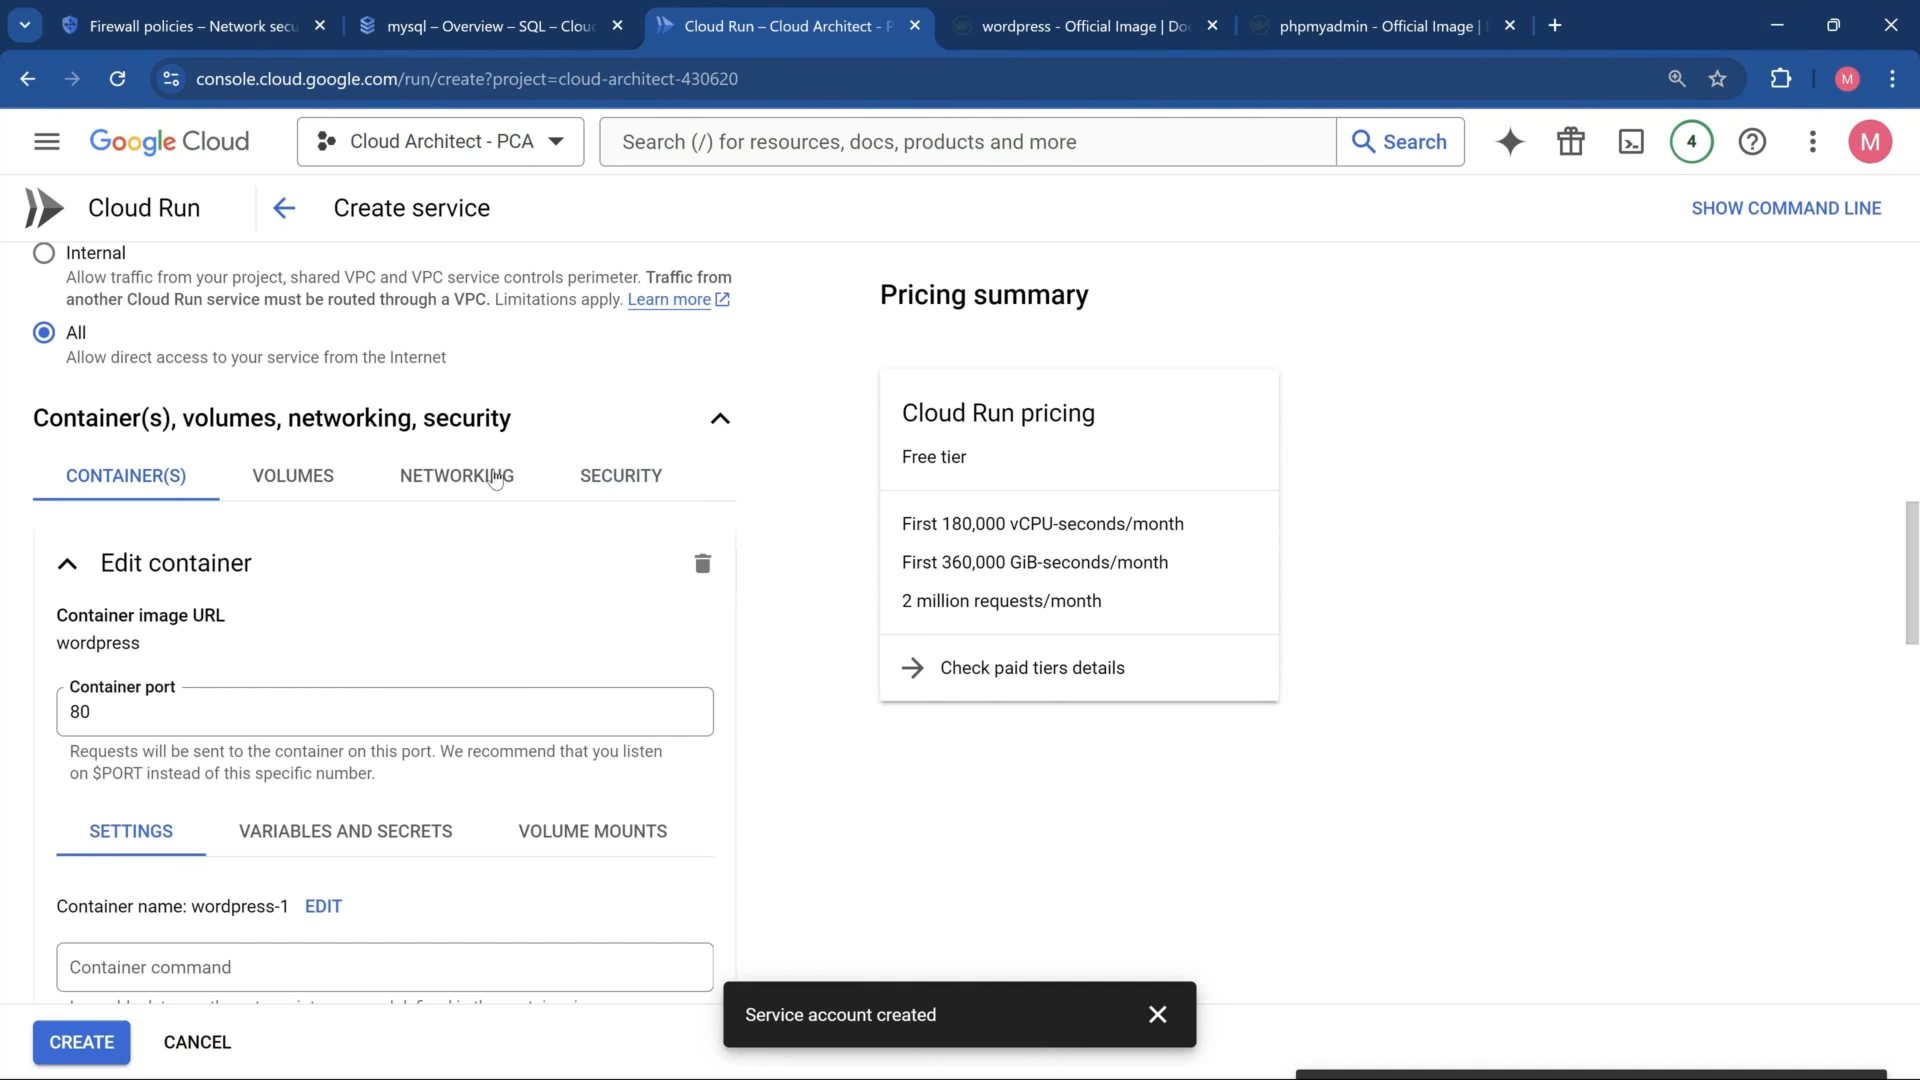 Firewall policies – Network secu
mysql – Overview – SQL – Clou
Cloud Run – Cloud Architect - P
wordpress - Official Image | Do
phpmyadmin - Official Image |
console.cloud.google.com/run/create?project=cloud-architect-430620
M
Google Cloud
Cloud Architect - PCA
Search (/) for resources, docs, products and more
Search
4
M
Cloud Run
Create service
SHOW COMMAND LINE
Internal
Allow traffic from your project, shared VPC and VPC service controls perimeter. Traffic from
another Cloud Run service must be routed through a VPC. Limitations apply. Learn more
All
Allow direct access to your service from the Internet
Container(s), volumes, networking, security
CONTAINER(S)
VOLUMES
NETWORKING
SECURITY
Edit container
Container image URL
wordpress
Container port
80
Requests will be sent to the container on this port. We recommend that you listen
on $PORT instead of this specific number.
SETTINGS
VARIABLES AND SECRETS
VOLUME MOUNTS
Container name: wordpress-1 EDIT
Container command
CREATE
CANCEL
Pricing summary
Cloud Run pricing
Free tier
First 180,000 vCPU-seconds/month
First 360,000 GiB-seconds/month
2 million requests/month
Check paid tiers details
Service account created